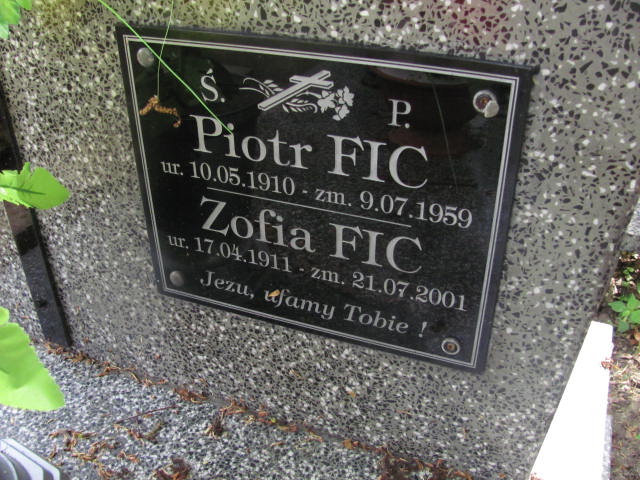 Ś. P.
Piotr FIC
ur. 10.05.1910 - zm. 9.07.1959
Zofia FIC
ur. 17.04.1911 - zm. 21.07.2001
Jezu, ufamy Tobie !